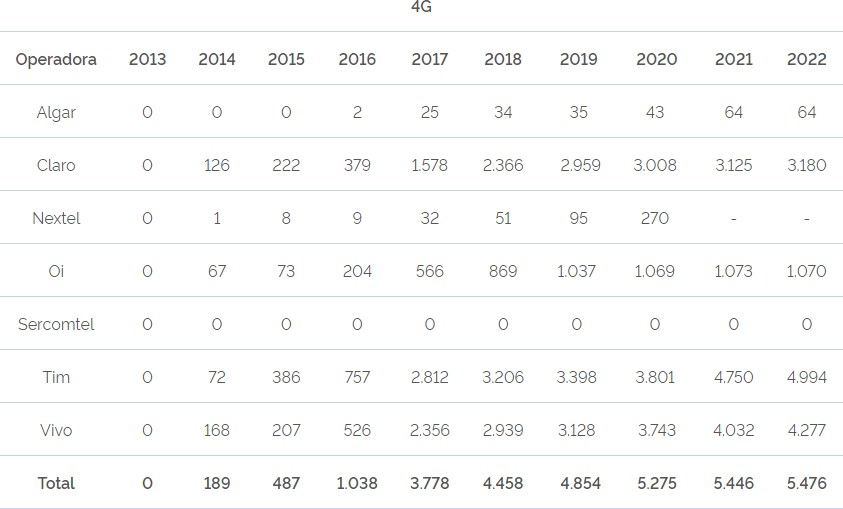 4G
Operadora 2013 2014 2015 2016 2017 2018 2019 2020 2021 2022
Algar 0 0 0 2 25 34 35 43 64 64
Claro 0 126 222 379 1.578 2.366 2.959 3.008 3.125 3.180
Nextel 0 1 8 9 32 51 95 270 - -
Oi 0 67 73 204 566 869 1.037 1.069 1.073 1.070
Sercomtel 0 0 0 0 0 0 0 0 0 0
Tim 0 72 386 757 2.812 3.206 3.398 3.801 4.750 4.994
Vivo 0 168 207 526 2.356 2.939 3.128 3.743 4.032 4.277
Total 0 189 487 1.038 3.778 4.458 4.854 5.275 5.446 5.476